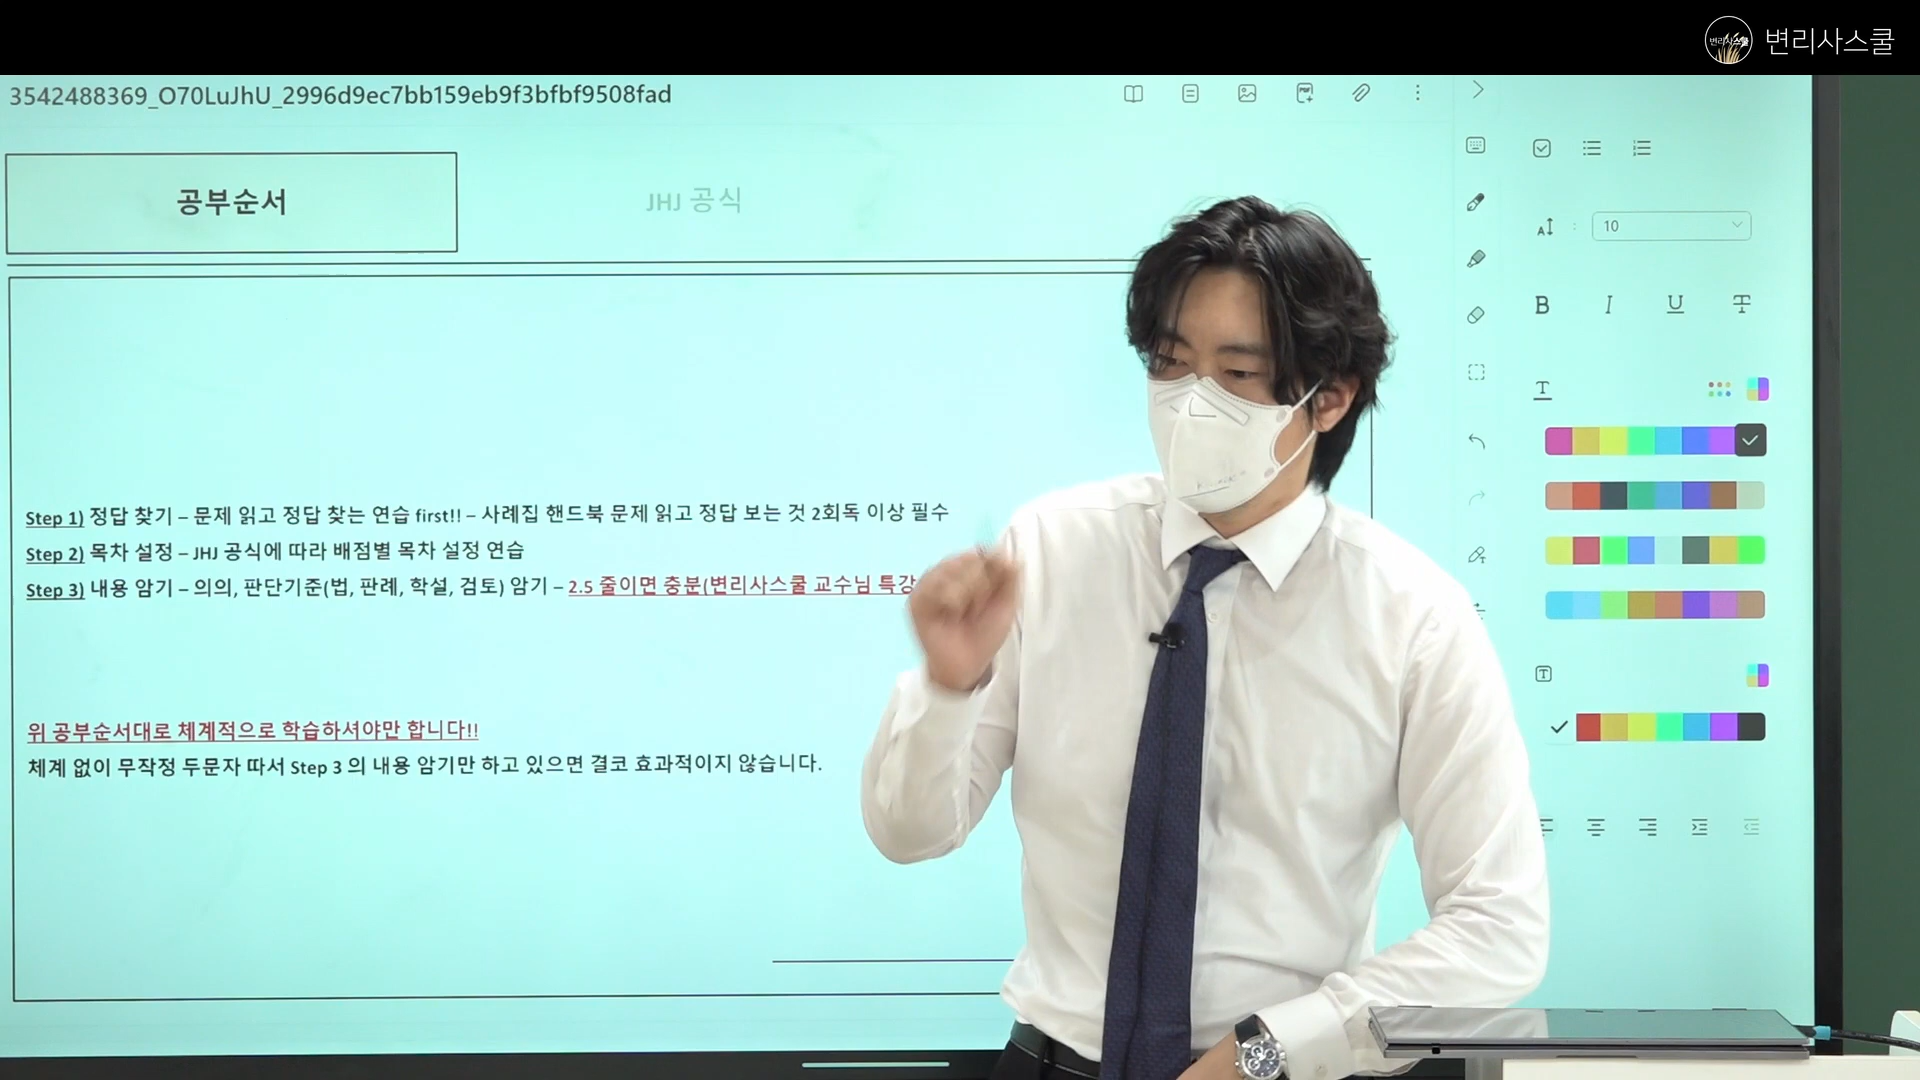 변리사스쿨
변리사스쿨
3542488369_O70LuJhU_2996d9ec7bb159eb9f3bfbf9508fad
공부순서
JHJ 공식
10
Step 1) 정답 찾기 – 문제 읽고 정답 찾는 연습 first!! – 사례집 핸드북 문제 읽고 정답 보는 것 2회독 이상 필수
Step 2) 목차 설정 – JHJ 공식에 따라 배점별 목차 설정 연습
Step 3) 내용 암기 – 의의, 판단기준(법, 판례, 학설, 검토) 암기 – 2.5 줄이면 충분(변리사스쿨 교수님 특강
위 공부순서대로 체계적으로 학습하셔야만 합니다!!
체계 없이 무작정 두문자 따서 Step 3 의 내용 암기만 하고 있으면 결코 효과적이지 않습니다.